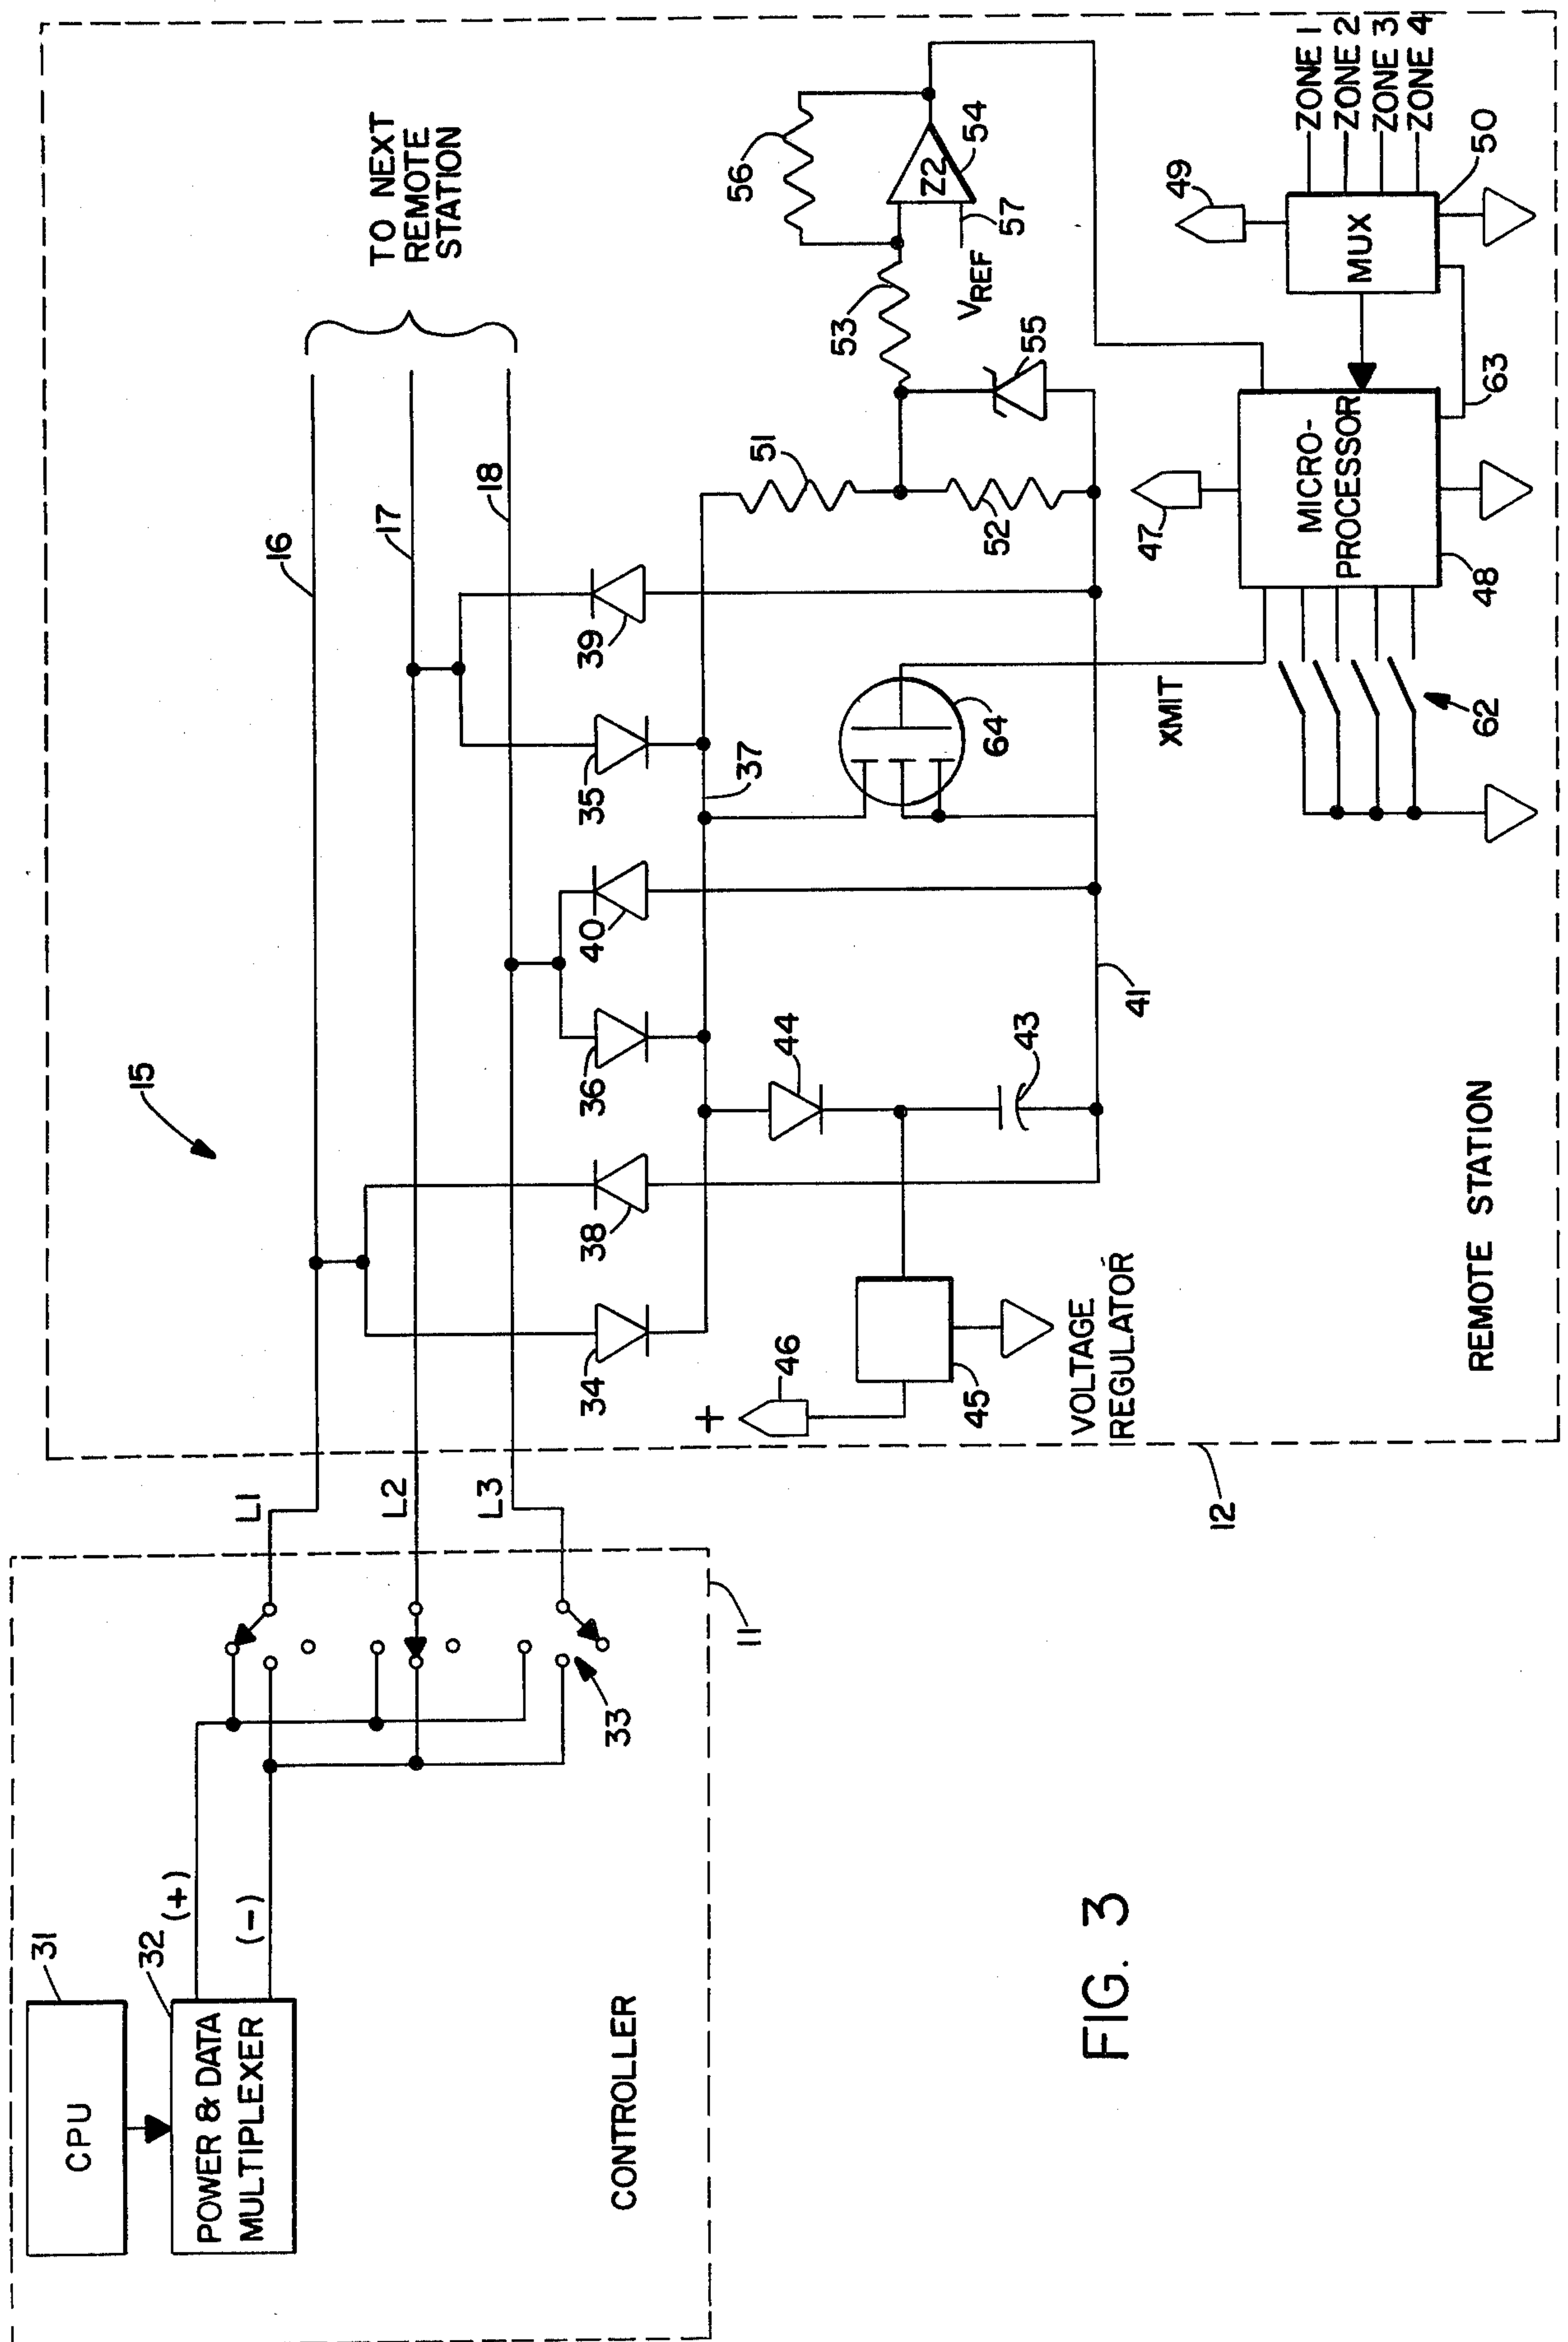 CPU
31
POWER & DATA
MULTIPLEXER
32
(+)
(-)
CONTROLLER
33
11
L1
L2
L3
12
15
16
17
18
TO NEXT
REMOTE
STATION
34
38
36
40
35
39
37
44
43
41
+
46
45
VOLTAGE
REGULATOR
64
XMIT
51
52
53
55
56
Z2
54
57
VREF
47
MICRO-
PROCESSOR
48
62
63
49
MUX
50
ZONE 1
ZONE 2
ZONE 3
ZONE 4
REMOTE STATION
FIG. 3